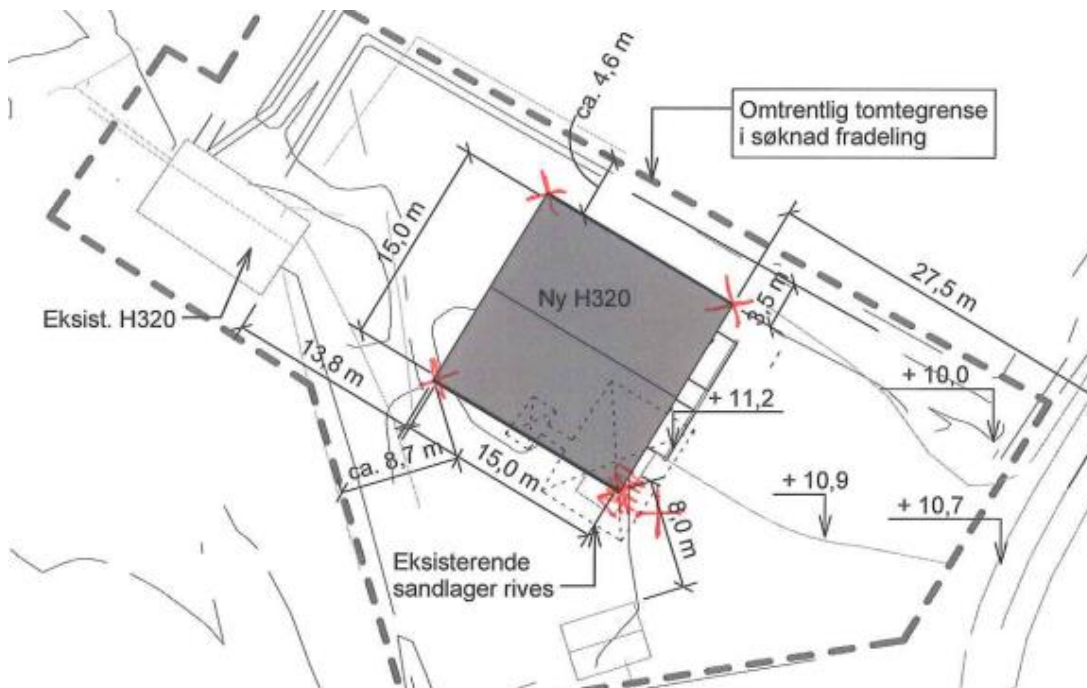 ca. 4,6 m
Omtrentlig tomtegrense
i søknad fradeling
15,0 m
Ny H320
27,5 m
3,5 m
Eksist. H320
13,8 m
+ 10,0
+ 11,2
ca. 8,7 m
15,0 m
+ 10,9
+ 10,7
8,0 m
Eksisterende
sandlager rives